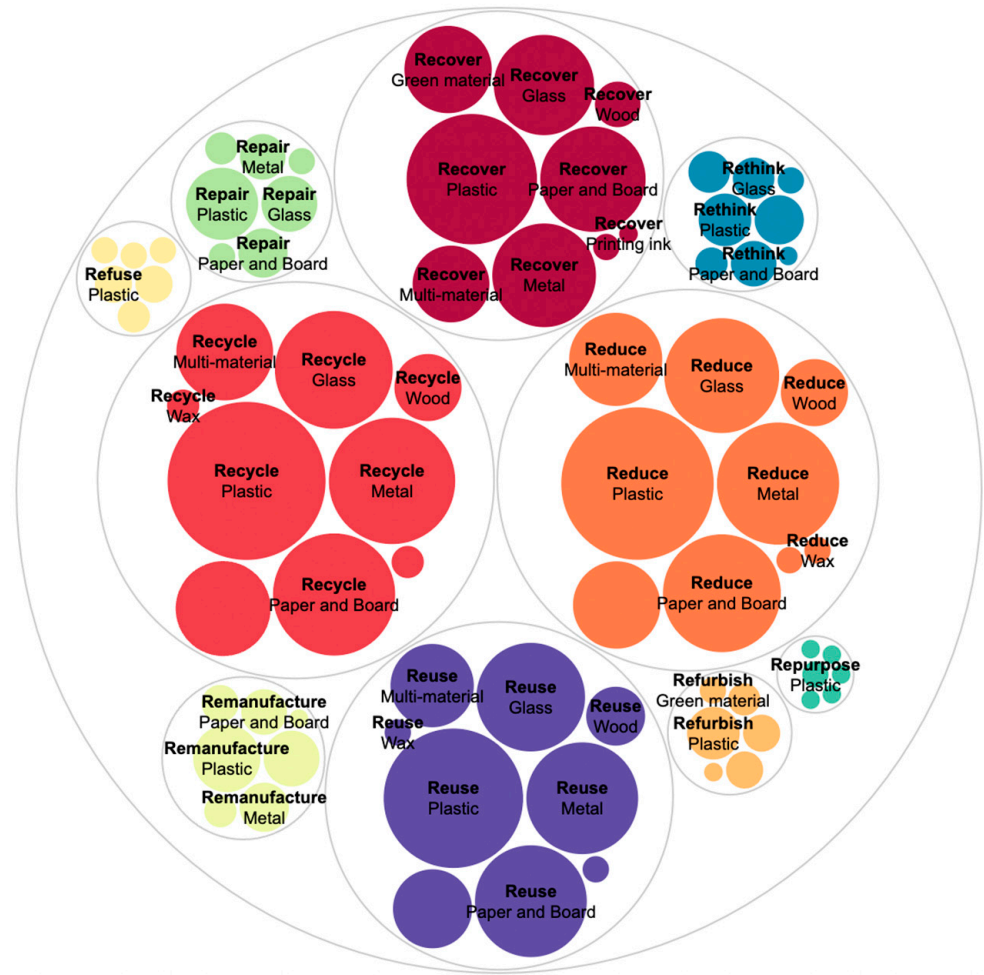 Recover
Green material
Recover
Glass
Recover
Wood
Recover
Plastic
Recover
Paper and Board
Recover
Printing ink
Recover
Multi-material
Recover
Metal
Repair
Metal
Repair
Plastic
Repair
Glass
Repair
Paper and Board
Rethink
Glass
Rethink
Plastic
Rethink
Paper and Board
Refuse
Plastic
Recycle
Multi-material
Recycle
Glass
Recycle
Wood
Recycle
Wax
Recycle
Plastic
Recycle
Metal
Recycle
Paper and Board
Reduce
Multi-material
Reduce
Glass
Reduce
Wood
Reduce
Plastic
Reduce
Metal
Reduce
Wax
Reduce
Paper and Board
Remanufacture
Paper and Board
Remanufacture
Plastic
Remanufacture
Metal
Reuse
Multi-material
Reuse
Glass
Reuse
Wood
Reuse
Wax
Reuse
Plastic
Reuse
Metal
Reuse
Paper and Board
Refurbish
Green material
Refurbish
Plastic
Repurpose
Plastic